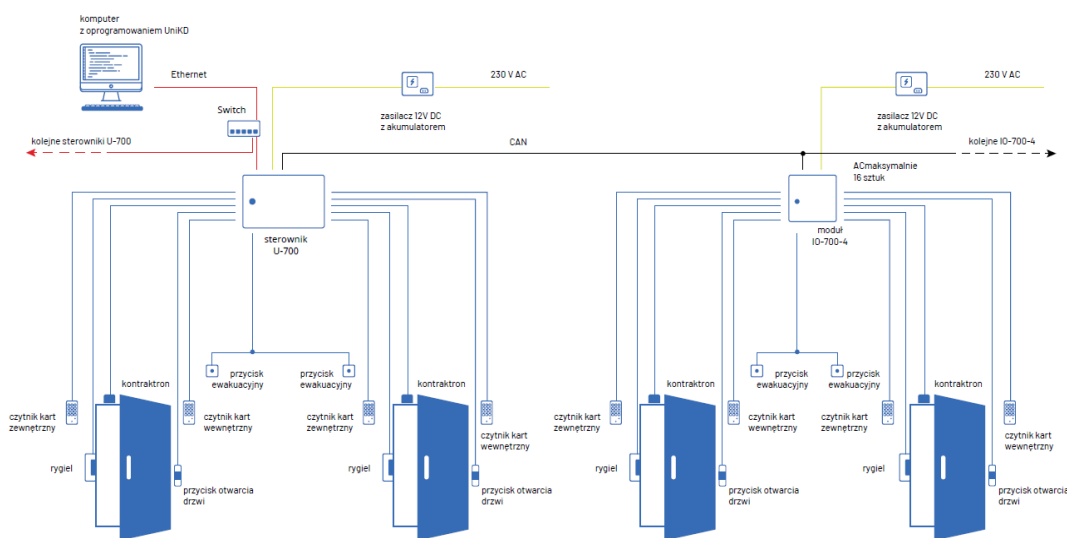 komputer
z oprogramowaniem UniKD
Ethernet
230 V AC
230 V AC
Switch
zasilacz 12V DC
z akumulatorem
zasilacz 12V DC
z akumulatorem
kolejne sterowniki U-700
CAN
kolejne IO-700-4
ACmaksymalnie
16 sztuk
sterownik
U-700
moduł
IO-700-4
przycisk
ewakuacyjny
przycisk
ewakuacyjny
przycisk
ewakuacyjny
przycisk
ewakuacyjny
kontraktron
kontraktron
kontraktron
kontraktron
czytnik kart
zewnętrzny
czytnik kart
wewnętrzny
czytnik kart
zewnętrzny
czytnik kart
wewnętrzny
czytnik kart
zewnętrzny
czytnik kart
wewnętrzny
czytnik kart
zewnętrzny
czytnik kart
wewnętrzny
rygiel
rygiel
rygiel
rygiel
przycisk otwarcia
drzwi
przycisk otwarcia
drzwi
przycisk otwarcia
drzwi
przycisk otwarcia
drzwi